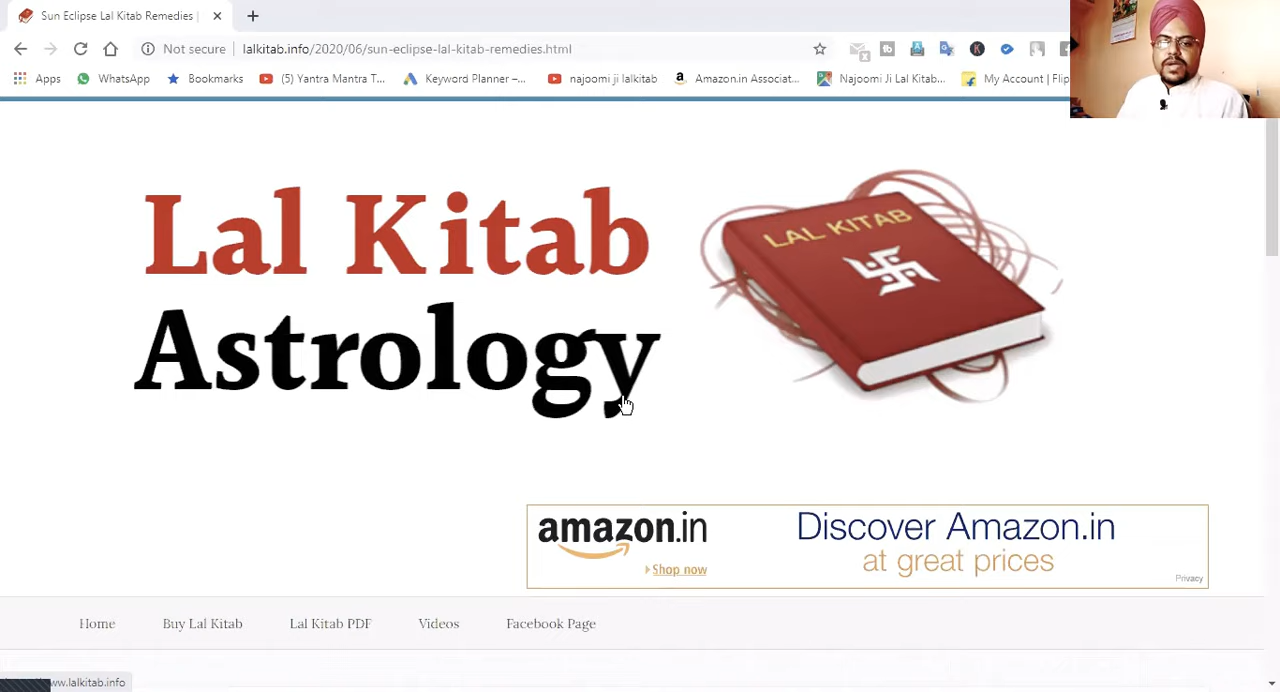 Sun Eclipse Lal Kitab Remedies |
Not secure
lalkitab.info/2020/06/sun-eclipse-lal-kitab-remedies.html
Apps
WhatsApp
Bookmarks
(5) Yantra Mantra T...
Keyword Planner –...
najoomi ji lalkitab
Amazon.in Associat...
Najoomi Ji Lal Kitab...
My Account | Flip
Lal Kitab
Astrology
LAL KITAB
amazon.in
Shop now
Discover Amazon.in
at great prices
Privacy
Home
Buy Lal Kitab
Lal Kitab PDF
Videos
Facebook Page
ww.lalkitab.info